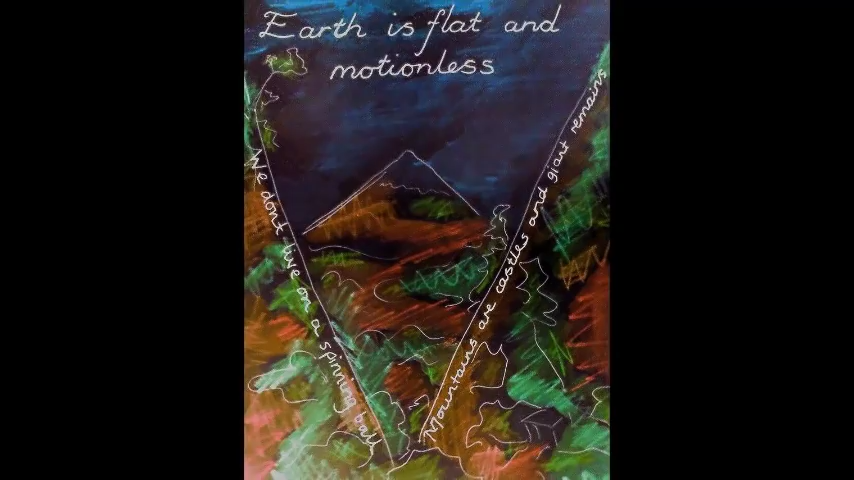 Earth is flat and
motionless
We dont live on a spinning ball
Mountains are castles and giant remains